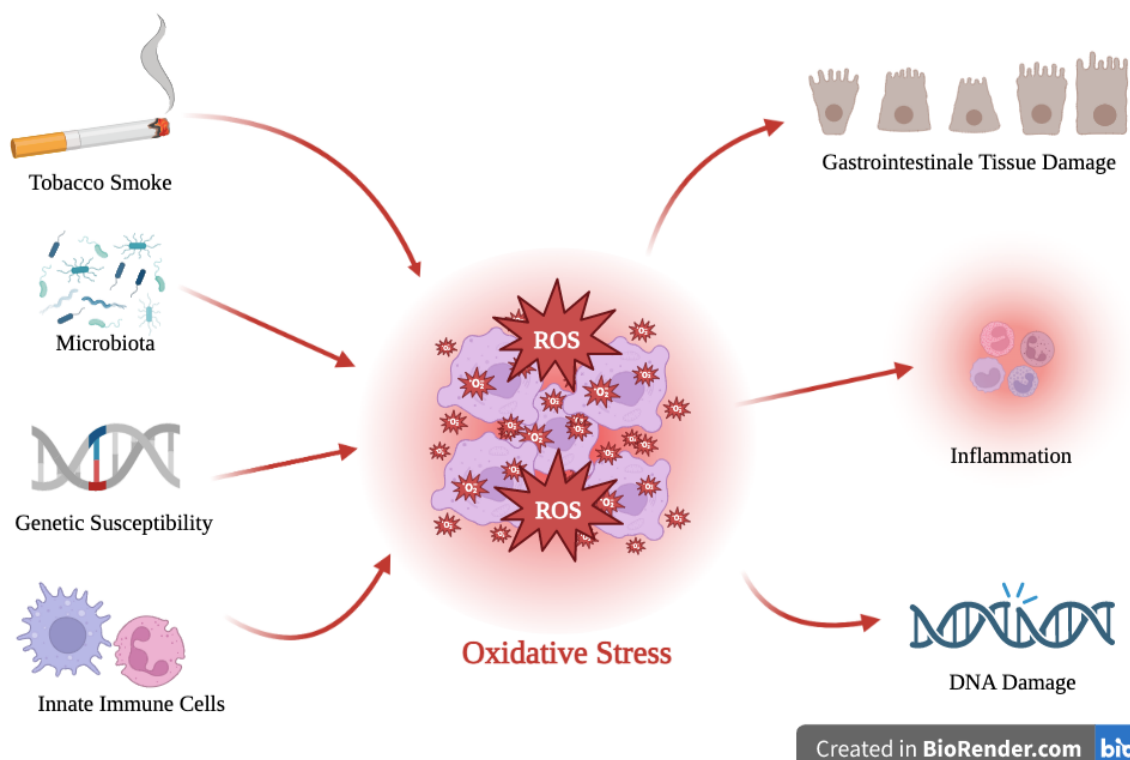 Tobacco Smoke
Microbiota
Genetic Susceptibility
Innate Immune Cells
ROS
ROS
Oxidative Stress
Gastrointestinale Tissue Damage
Inflammation
DNA Damage
Created in BioRender.com